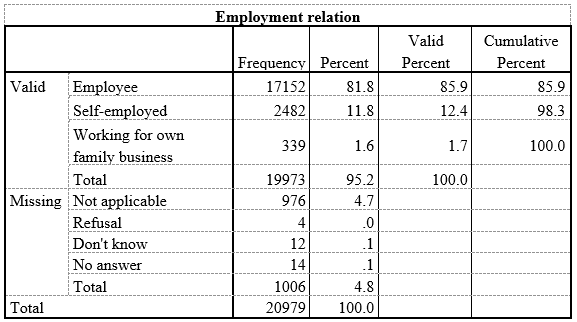 Employment relation
Frequency Percent Valid Percent Cumulative Percent
Valid Employee 17152 81.8 85.9 85.9
Self-employed 2482 11.8 12.4 98.3
Working for own family business 339 1.6 1.7 100.0
Total 19973 95.2 100.0
Missing Not applicable 976 4.7
Refusal 4 .0
Don't know 12 .1
No answer 14 .1
Total 1006 4.8
Total 20979 100.0